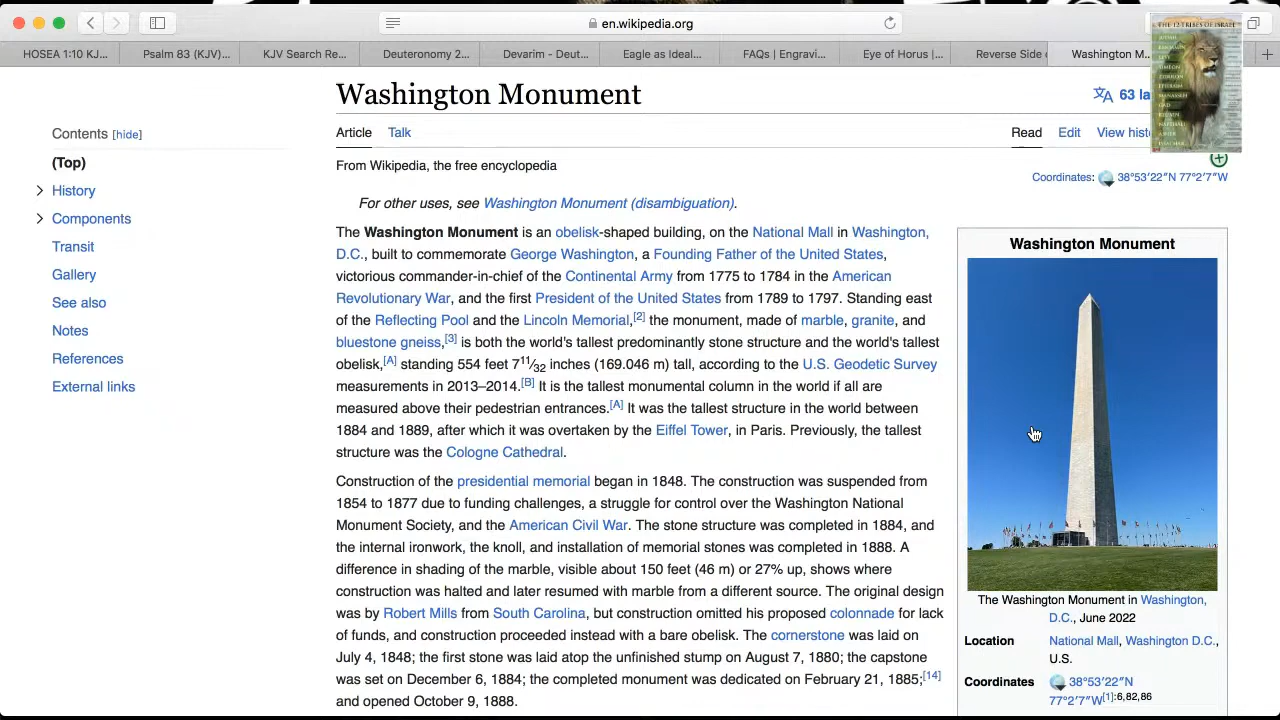 en.wikipedia.org
HOSEA 1:10 KJ...
Psalm 83 (KJV)...
KJV Search Re...
Deuteronomy 2...
Devarim - Deut...
Eagle as Ideal...
FAQs | Engravi...
Eye of Horus |...
Reverse Side
Washington M...
THE 12 TRIBES OF ISRAEL
Washington Monument
63 la
Contents [hide]
(Top)
History
Components
Transit
Gallery
See also
Notes
References
External links
Article Talk
Read Edit View hist
From Wikipedia, the free encyclopedia
Coordinates: 38°53′22″N 77°2′7″W
For other uses, see Washington Monument (disambiguation).
The Washington Monument is an obelisk-shaped building, on the National Mall in Washington,
D.C., built to commemorate George Washington, a Founding Father of the United States,
victorious commander-in-chief of the Continental Army from 1775 to 1784 in the American
Revolutionary War, and the first President of the United States from 1789 to 1797. Standing east
of the Reflecting Pool and the Lincoln Memorial,[2] the monument, made of marble, granite, and
bluestone gneiss,[3] is both the world's tallest predominantly stone structure and the world's tallest
obelisk,[A] standing 554 feet 7 11⁄32 inches (169.046 m) tall, according to the U.S. Geodetic Survey
measurements in 2013–2014.[B] It is the tallest monumental column in the world if all are
measured above their pedestrian entrances.[A] It was the tallest structure in the world between
1884 and 1889, after which it was overtaken by the Eiffel Tower, in Paris. Previously, the tallest
structure was the Cologne Cathedral.
Construction of the presidential memorial began in 1848. The construction was suspended from
1854 to 1877 due to funding challenges, a struggle for control over the Washington National
Monument Society, and the American Civil War. The stone structure was completed in 1884, and
the internal ironwork, the knoll, and installation of memorial stones was completed in 1888. A
difference in shading of the marble, visible about 150 feet (46 m) or 27% up, shows where
construction was halted and later resumed with marble from a different source. The original design
was by Robert Mills from South Carolina, but construction omitted his proposed colonnade for lack
of funds, and construction proceeded instead with a bare obelisk. The cornerstone was laid on
July 4, 1848; the first stone was laid atop the unfinished stump on August 7, 1880; the capstone
was set on December 6, 1884; the completed monument was dedicated on February 21, 1885;[14]
and opened October 9, 1888.
Washington Monument
The Washington Monument in Washington,
D.C., June 2022
Location National Mall, Washington D.C.,
U.S.
Coordinates 38°53′22″N
77°2′7″W[1]:6,82,86